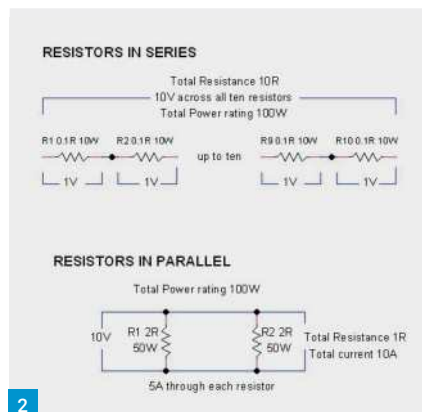 RESISTORS IN SERIES
Total Resistance 10R
10V across all ten resistors
Total Power rating 100W
R1 0.1R 10W R2 0.1R 10W up to ten R9 0.1R 10W R10 0.1R 10W
1V 1V 1V 1V
RESISTORS IN PARALLEL
Total Power rating 100W
10V R1 2R 50W R2 2R 50W Total Resistance 1R
Total current 10A
5A through each resistor
2